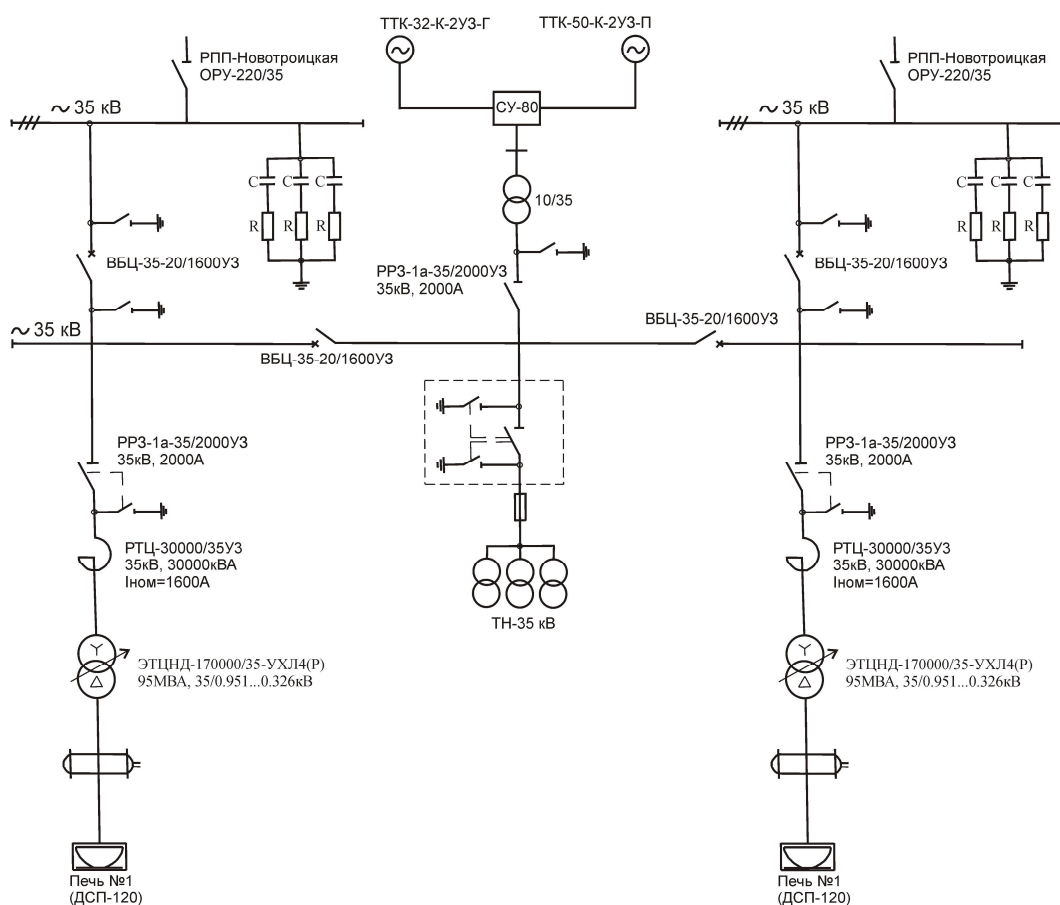 ТТК-32-К-2УЗ-Г
ТТК-50-К-2УЗ-П
РПП-Новотроицкая
ОРУ-220/35
РПП-Новотроицкая
ОРУ-220/35
~ 35 кВ
СУ-80
~ 35 кВ
C
C
C
C
C
C
10/35
R
R
R
R
R
R
ВБЦ-35-20/1600УЗ
РРЗ-1а-35/2000УЗ
35кВ, 2000А
ВБЦ-35-20/1600УЗ
~ 35 кВ
ВБЦ-35-20/1600УЗ
ВБЦ-35-20/1600УЗ
РРЗ-1а-35/2000УЗ
35кВ, 2000А
РРЗ-1а-35/2000УЗ
35кВ, 2000А
РТЦ-30000/35УЗ
35кВ, 30000кВА
Iном=1600А
РТЦ-30000/35УЗ
35кВ, 30000кВА
Iном=1600А
ТН-35 кВ
ЭТЦНД-170000/35-УХЛ4(Р)
95МВА, 35/0.951...0.326кВ
ЭТЦНД-170000/35-УХЛ4(Р)
95МВА, 35/0.951...0.326кВ
Печь №1
(ДСП-120)
Печь №1
(ДСП-120)